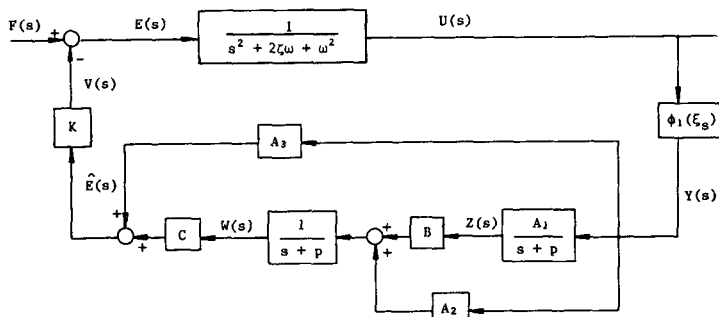 F(s)
+
-
E(s)
1
s² + 2ζω + ω²
U(s)
V(s)
K
ϕ₁(ξₛ)
A₃
Ê(s)
+
+
C
W(s)
1
s + p
+
+
B
Z(s)
A₁
s + p
Y(s)
A₂